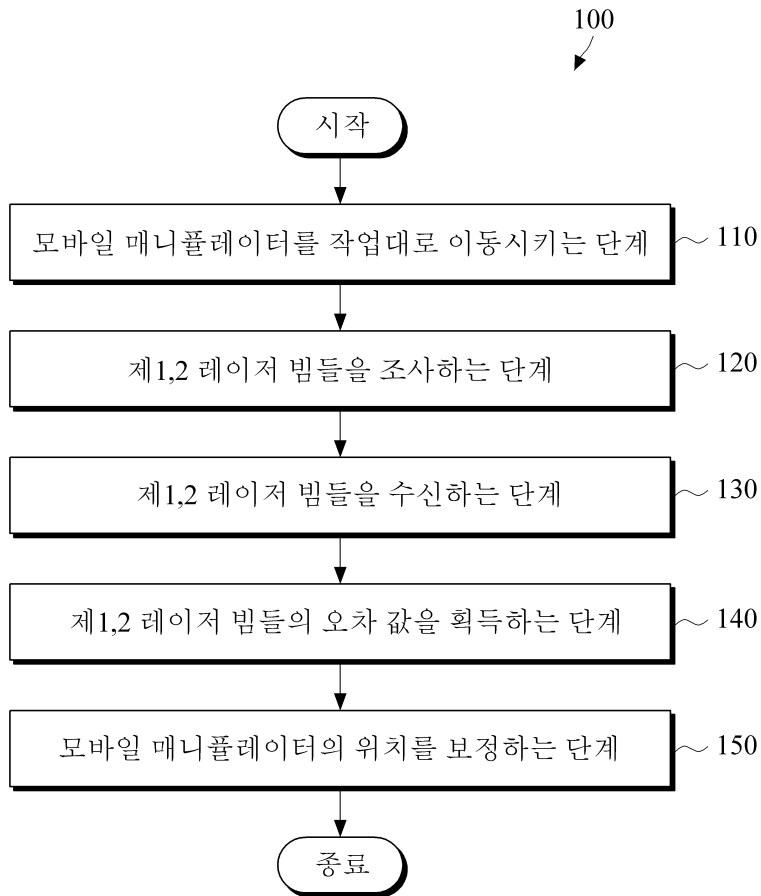 100
시작
모바일 매니퓰레이터를 작업대로 이동시키는 단계
110
제1,2 레이저 빔들을 조사하는 단계
120
제1,2 레이저 빔들을 수신하는 단계
130
제1,2 레이저 빔들의 오차 값을 획득하는 단계
140
모바일 매니퓰레이터의 위치를 보정하는 단계
150
종료